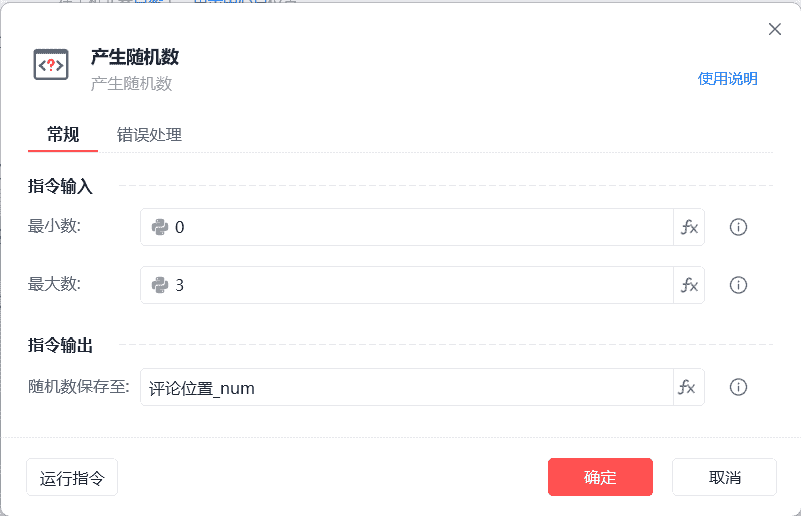 产生随机数
产生随机数
使用说明
常规 错误处理
指令输入
最小数: 0
最大数: 3
指令输出
随机数保存至: 评论位置_num
运行指令 确定 取消